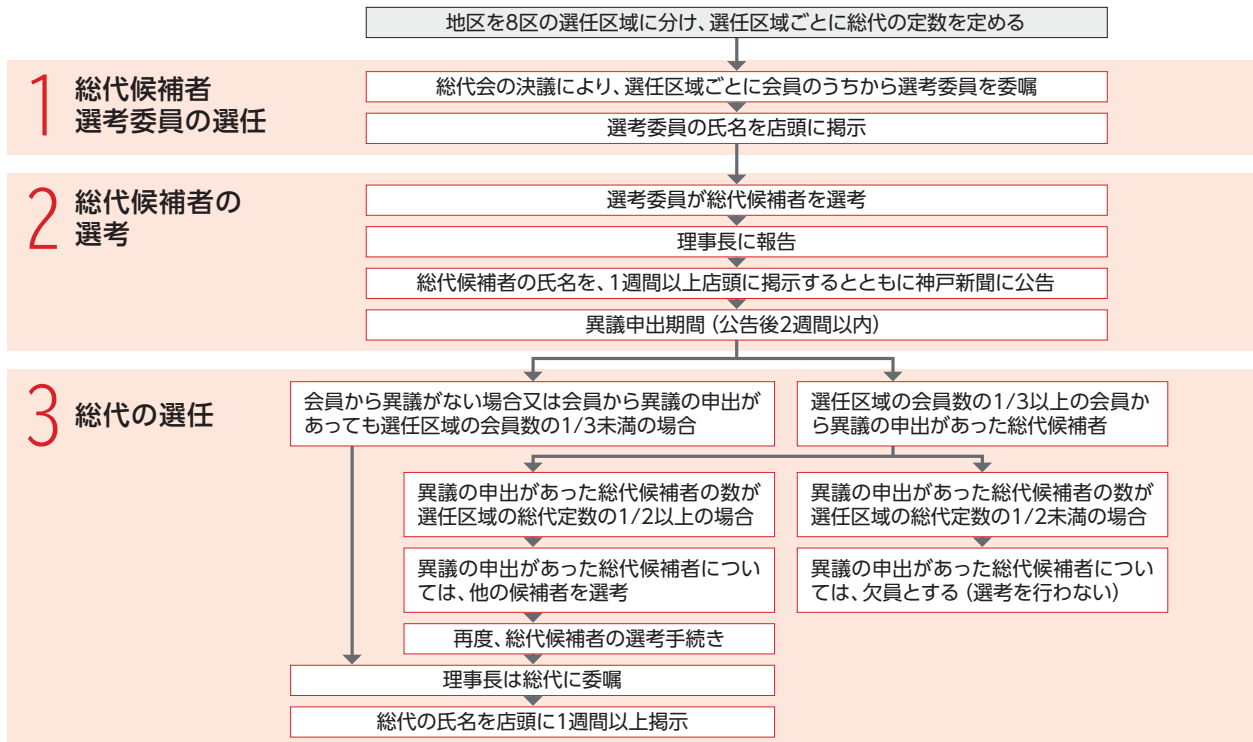 地区を8区の選任区域に分け、選任区域ごとに総代の定数を定める
1
総代候補者
選考委員の選任
総代会の決議により、選任区域ごとに会員のうちから選考委員を委嘱
選考委員の氏名を店頭に掲示
2
総代候補者の
選考
選考委員が総代候補者を選考
理事長に報告
総代候補者の氏名を、1週間以上店頭に掲示するとともに神戸新聞に公告
異議申出期間（公告後2週間以内）
3
総代の選任
会員から異議がない場合又は会員から異議の申出が
あっても選任区域の会員数の1/3未満の場合
選任区域の会員数の1/3以上の会員か
ら異議の申出があった総代候補者
異議の申出があった総代候補者の数が
選任区域の総代定数の1/2以上の場合
異議の申出があった総代候補者の数が
選任区域の総代定数の1/2未満の場合
異議の申出があった総代候補者につい
ては、他の候補者を選考
異議の申出があった総代候補者につい
ては、欠員とする（選考を行わない）
再度、総代候補者の選考手続き
理事長は総代に委嘱
総代の氏名を店頭に1週間以上掲示